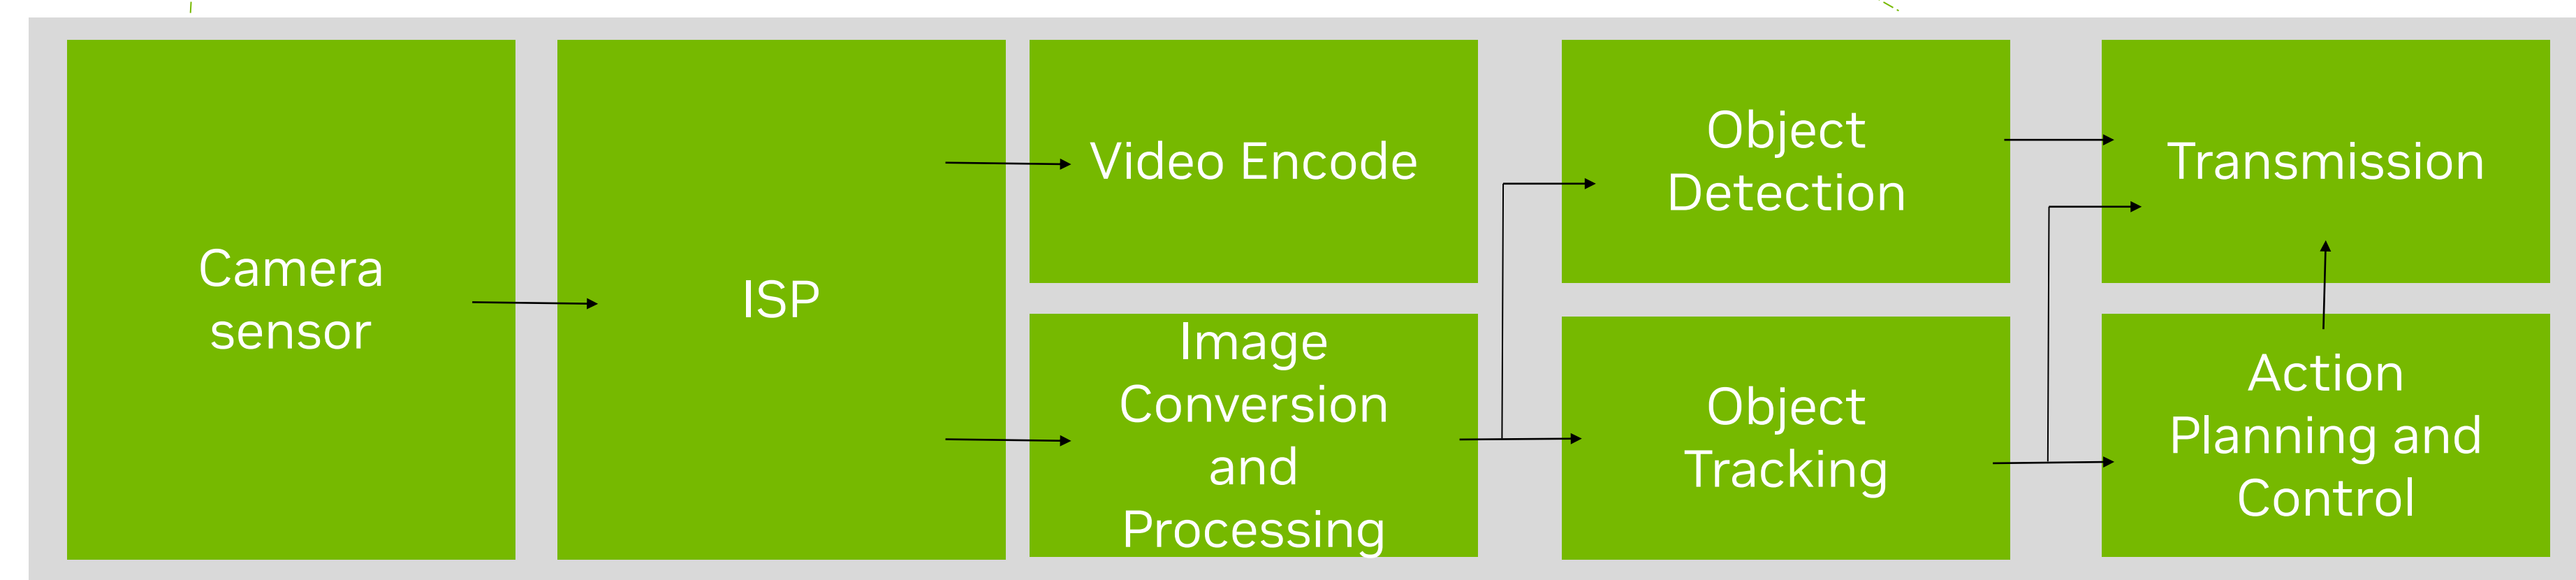 Camera
sensor
ISP
Video Encode
Image
Conversion
and
Processing
Object
Detection
Object
Tracking
Transmission
Action
Planning and
Control